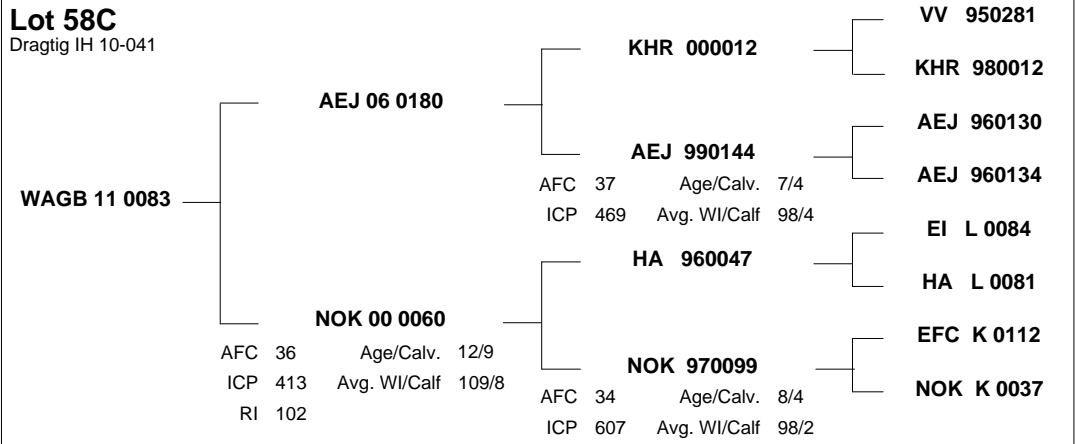 Lot 58C
Dragtig IH 10-041
VV 950281
KHR 000012
KHR 980012
AEJ 06 0180
AEJ 960130
AEJ 990144
AFC 37 Age/Calv. 7/4
ICP 469 Avg. WI/Calf 98/4
AEJ 960134
WAGB 11 0083
EI L 0084
HA 960047
HA L 0081
NOK 00 0060
AFC 36 Age/Calv. 12/9
ICP 413 Avg. WI/Calf 109/8
RI 102
EFC K 0112
NOK 970099
AFC 34 Age/Calv. 8/4
ICP 607 Avg. WI/Calf 98/2
NOK K 0037